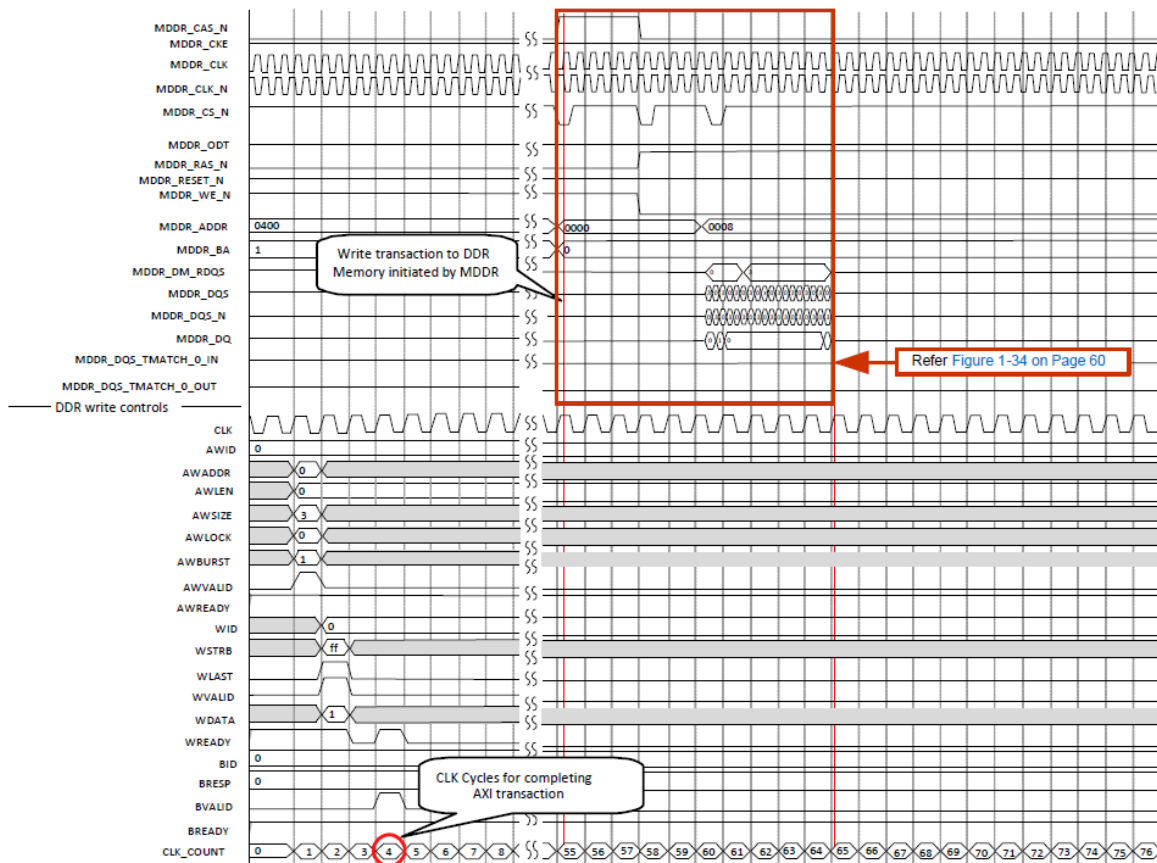 MDDR_CAS_N
MDDR_CKE
MDDR_CLK
MDDR_CLK_N
MDDR_CS_N
MDDR_ODT
MDDR_RAS_N
MDDR_RESET_N
MDDR_WE_N
MDDR_ADDR 0400 0000 0008
MDDR_BA 1 0
Write transaction to DDR
Memory initiated by MDDR
MDDR_DM_RDQS 0
MDDR_DQS
MDDR_DQS_N
MDDR_DQ 0 0
MDDR_DQS_TMATCH_0_IN
Refer Figure 1-34 on Page 60
MDDR_DQS_TMATCH_0_OUT
DDR write controls
CLK
AWID 0
AWADDR 0
AWLEN 0
AWSIZE 3
AWLOCK 0
AWBURST 1
AWVALID
AWREADY
WID 0
WSTRB ff
WLAST
WVALID
WDATA 1
WREADY
BID 0
CLK Cycles for completing
AXI transaction
BRESP 0
BVALID
BREADY
CLK_COUNT 0 1 2 3 4 5 6 7 8 55 56 57 58 59 60 61 62 63 64 65 66 67 68 69 70 71 72 73 74 75 76